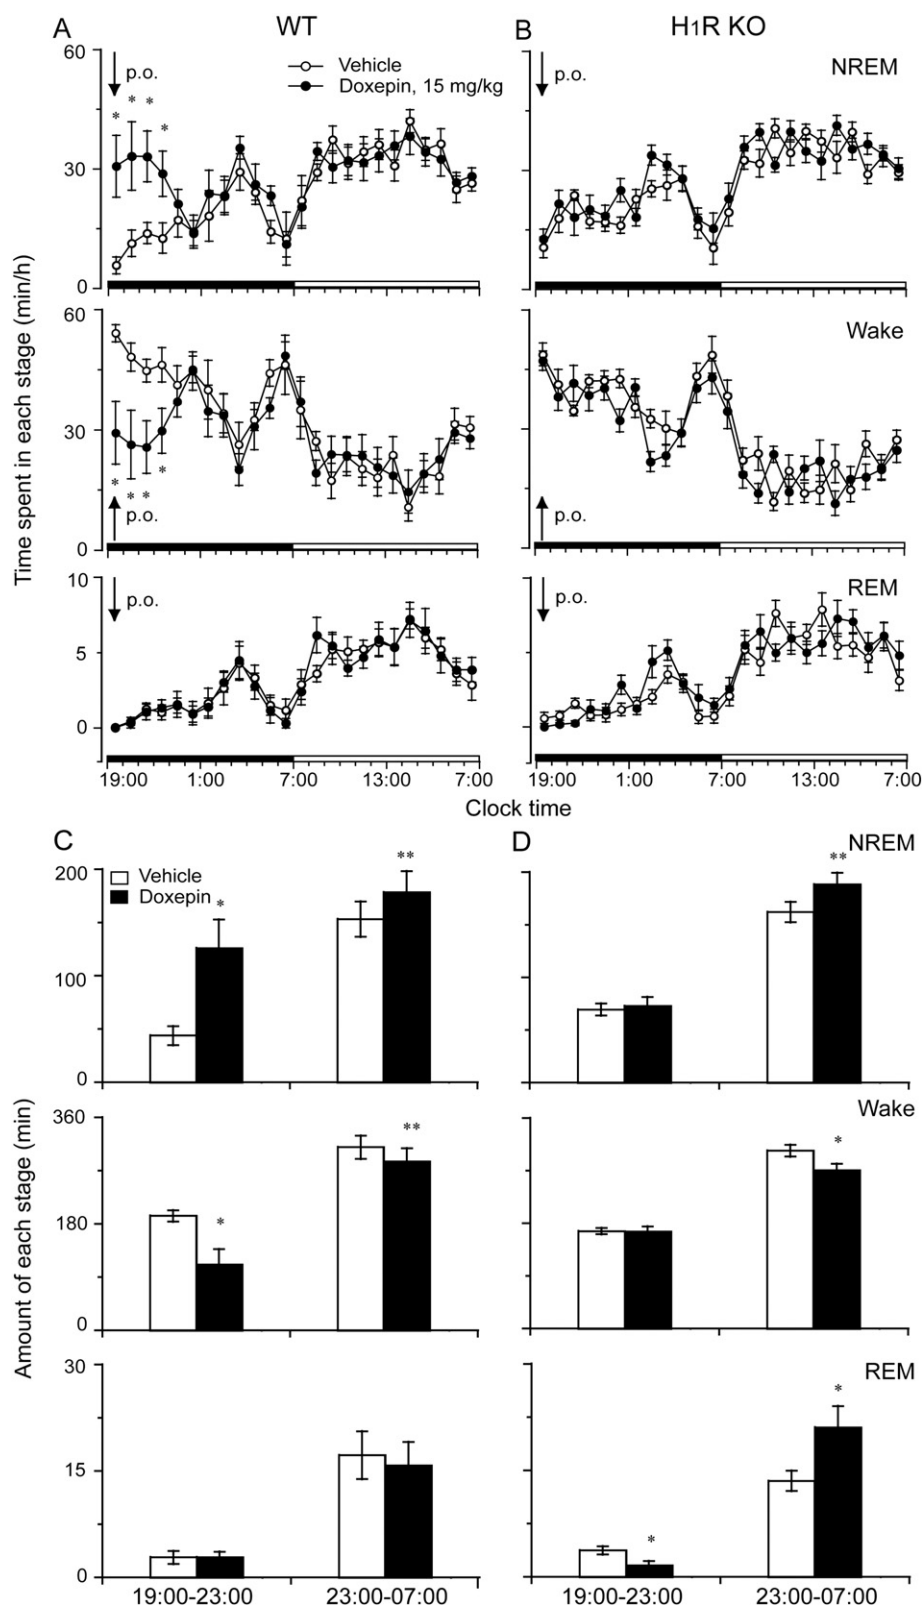 A WT
B H1R KO
60
p.o.
Vehicle
Doxepin, 15 mg/kg
* * * *
30
0
p.o.
NREM
60
30
* * * *
p.o.
0
Wake
p.o.
10
p.o.
5
0
REM
p.o.
19:00 1:00 7:00 13:00 7:00
19:00 1:00 7:00 13:00 7:00
Time spent in each stage (min/h)
Clock time
C
D
NREM
200
Vehicle
Doxepin
*
**
100
0
**
360
**
180
*
0
Wake
*
30
15
0
REM
*
*
19:00-23:00 23:00-07:00
19:00-23:00 23:00-07:00
Amount of each stage (min)